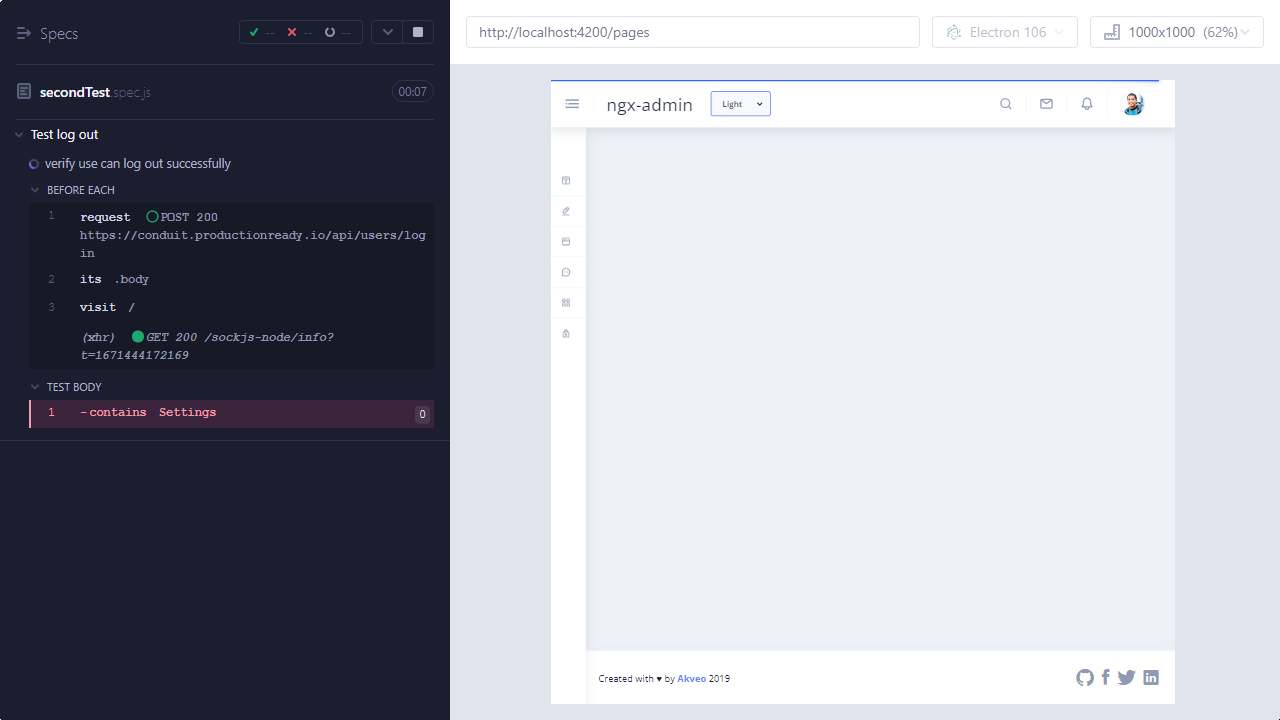 Specs
-- -- --
secondTest.spec.js 00:07
Test log out
verify use can log out successfully
BEFORE EACH
1 request POST 200
https://conduit.productionready.io/api/users/log
in
2 its .body
3 visit /
(xhr) GET 200 /sockjs-node/info?
t=1671444172169
TEST BODY
1 -contains Settings 0
http://localhost:4200/pages
Electron 106
1000x1000 (62%)
ngx-admin
Light
Created with ♥ by Akveo 2019